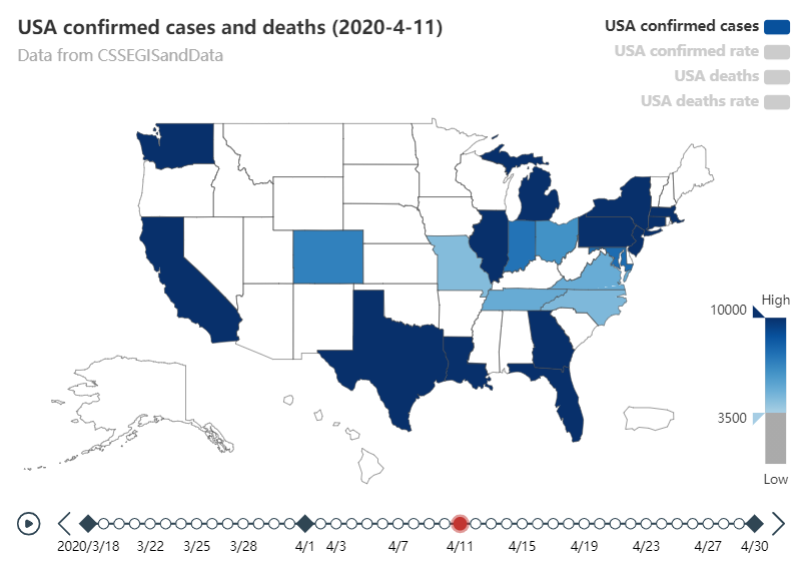 USA confirmed cases and deaths (2020-4-11)
Data from CSSEGISandData
USA confirmed cases
USA confirmed rate
USA deaths
USA deaths rate
High
10000
3500
Low
2020/3/18 3/22 3/25 3/28 4/1 4/3 4/7 4/11 4/15 4/19 4/23 4/27 4/30